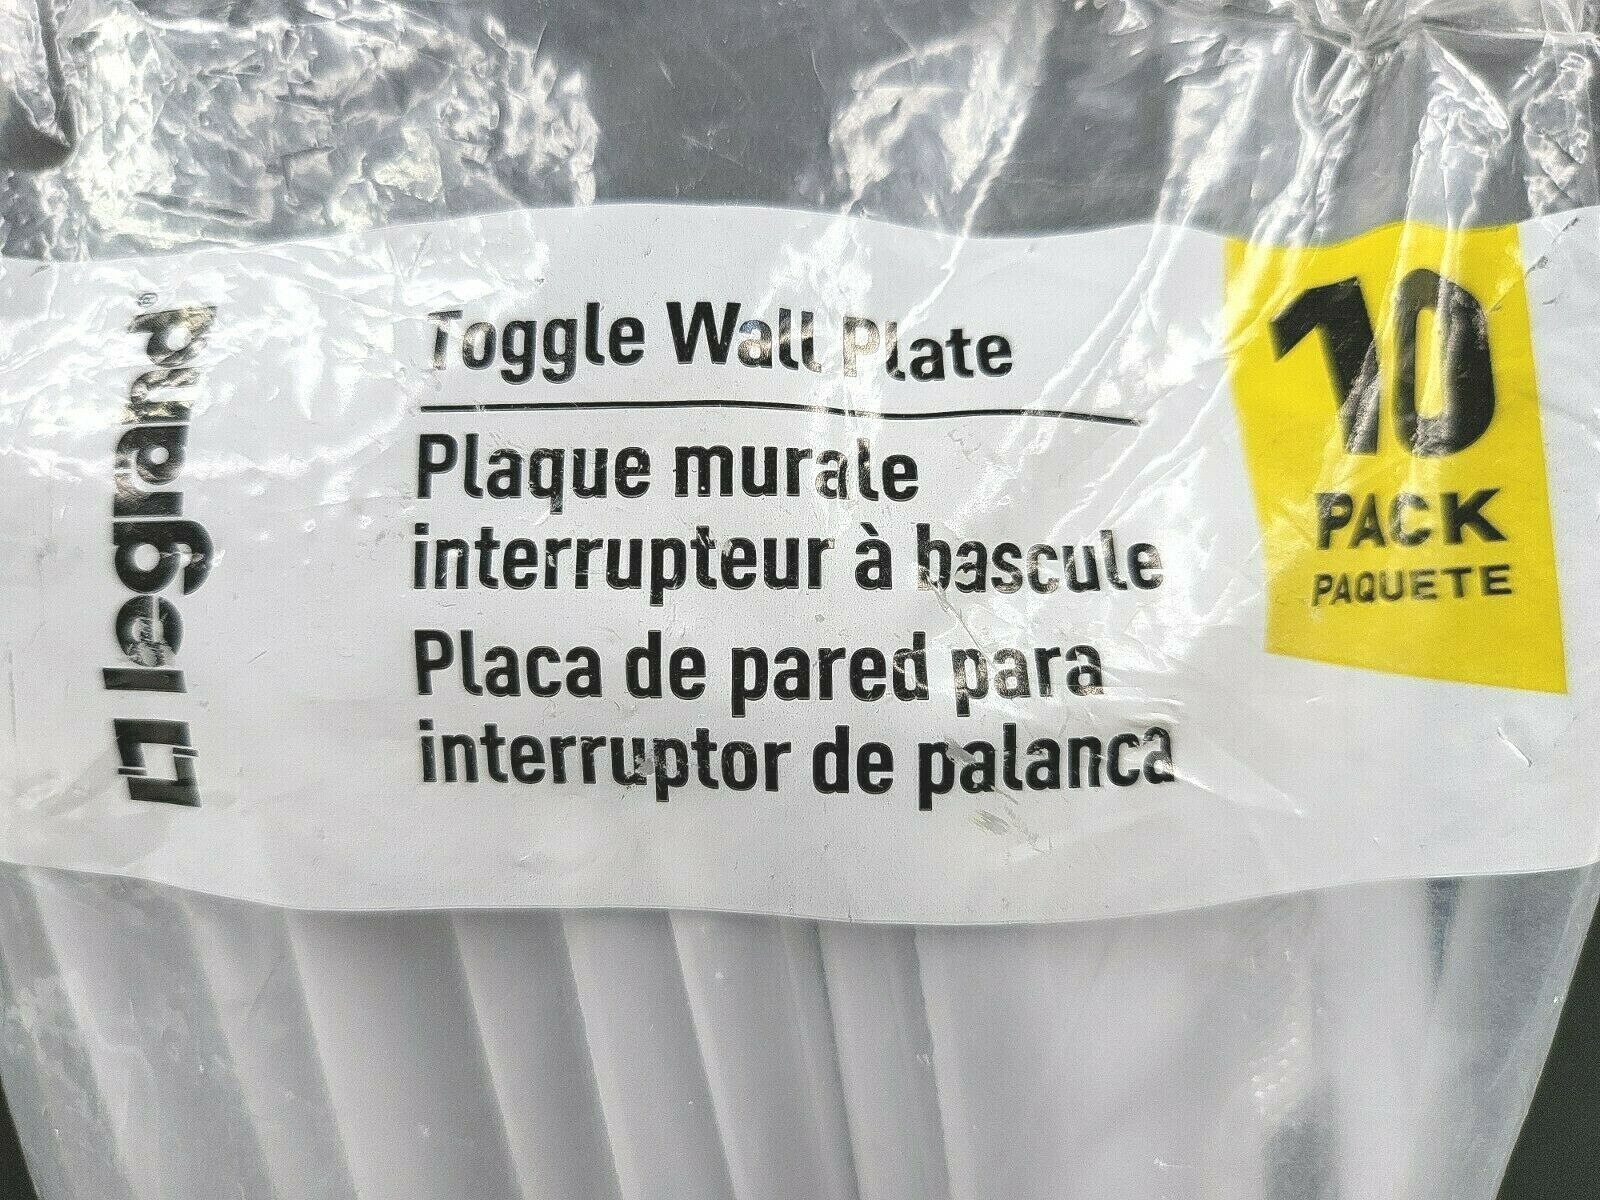 legrand®
Toggle Wall Plate
Plaque murale
interrupteur à bascule
Placa de pared para
interruptor de palanca
10
PACK
PAQUETE